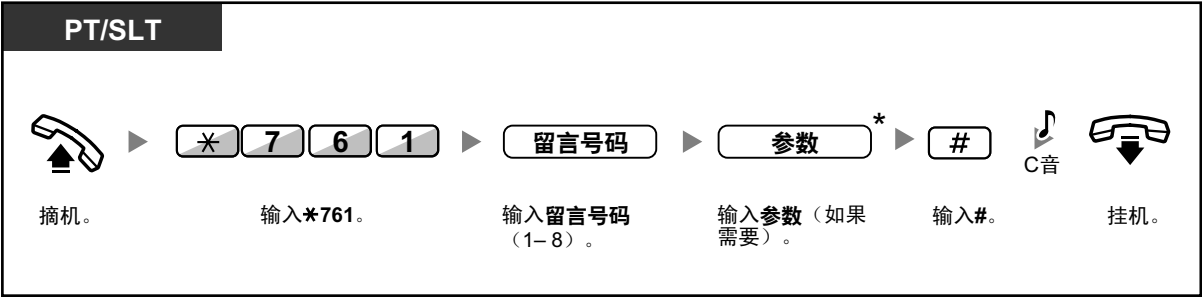 PT/SLT
✳ 7 6 1
留言号码
参数
*
#
C音
摘机。
输入✳761。
输入留言号码
（1– 8）。
输入参数（如果
需要）。
输入#。
挂机。